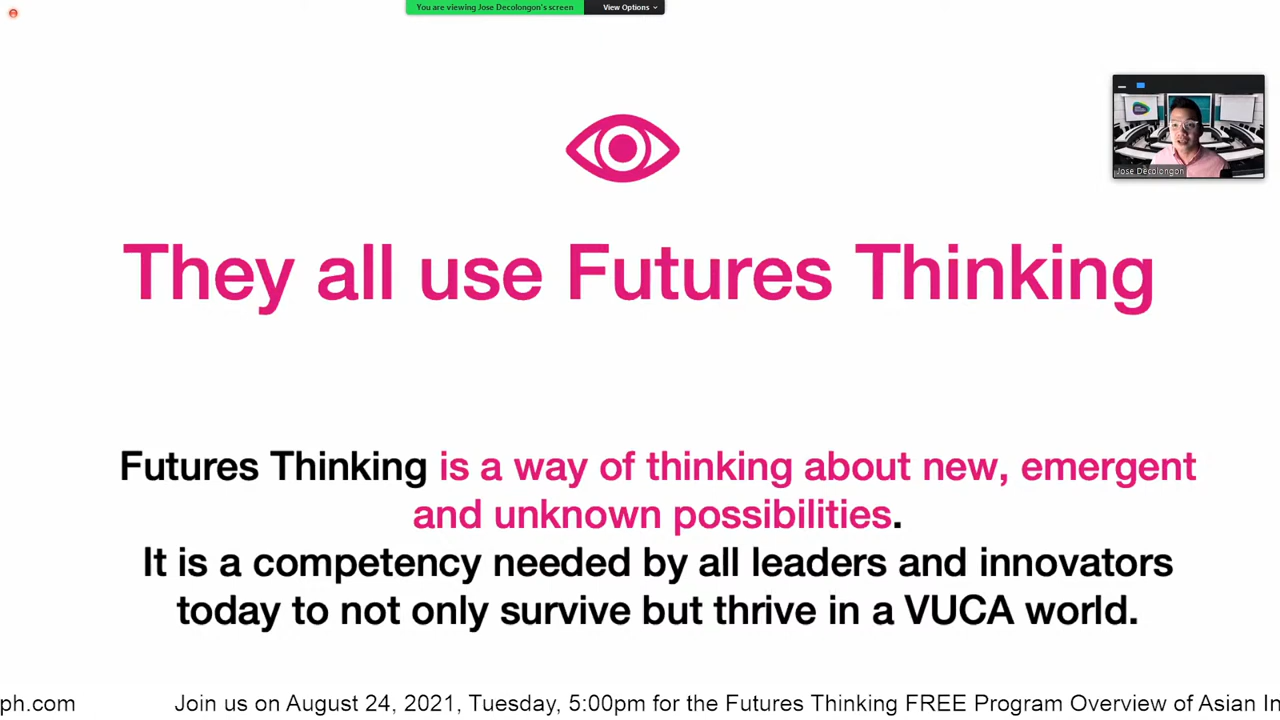 You are viewing Jose Decolongon's screen
View Options
Jose Decolongon
They all use Futures Thinking
Futures Thinking is a way of thinking about new, emergent
and unknown possibilities.
It is a competency needed by all leaders and innovators
today to not only survive but thrive in a VUCA world.
ph.com Join us on August 24, 2021, Tuesday, 5:00pm for the Futures Thinking FREE Program Overview of Asian In